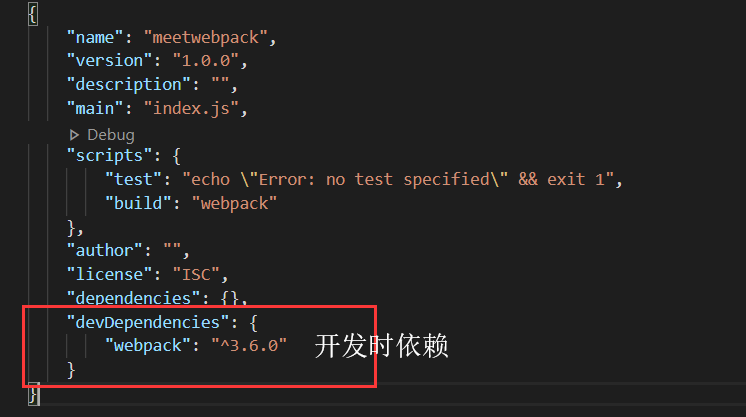 {
"name": "meetwebpack",
"version": "1.0.0",
"description": "",
"main": "index.js",
Debug
"scripts": {
"test": "echo \"Error: no test specified\" && exit 1",
"build": "webpack"
},
"author": "",
"license": "ISC",
"dependencies": {},
"devDependencies": {
"webpack": "^3.6.0" 开发时依赖
}
}